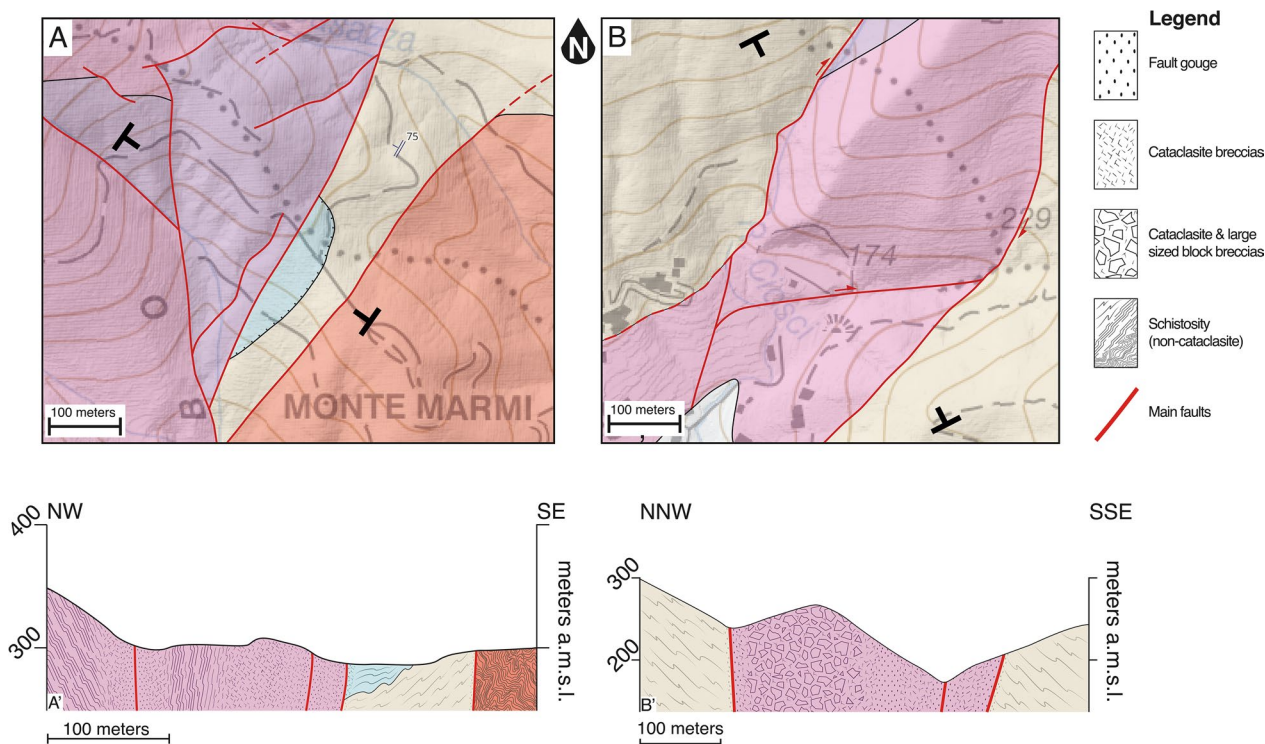 A
N
B
Legend
Fault gouge
Cataclasite breccias
Cataclasite & large
sized block breccias
Schistosity
(non-cataclasite)
Main faults
75
O
B
MONTE MARMI
100 meters
229
174
100 meters
NW
SE
400
300
meters a.m.s.l.
A'
100 meters
NNW
SSE
300
200
meters a.m.s.l.
B'
100 meters